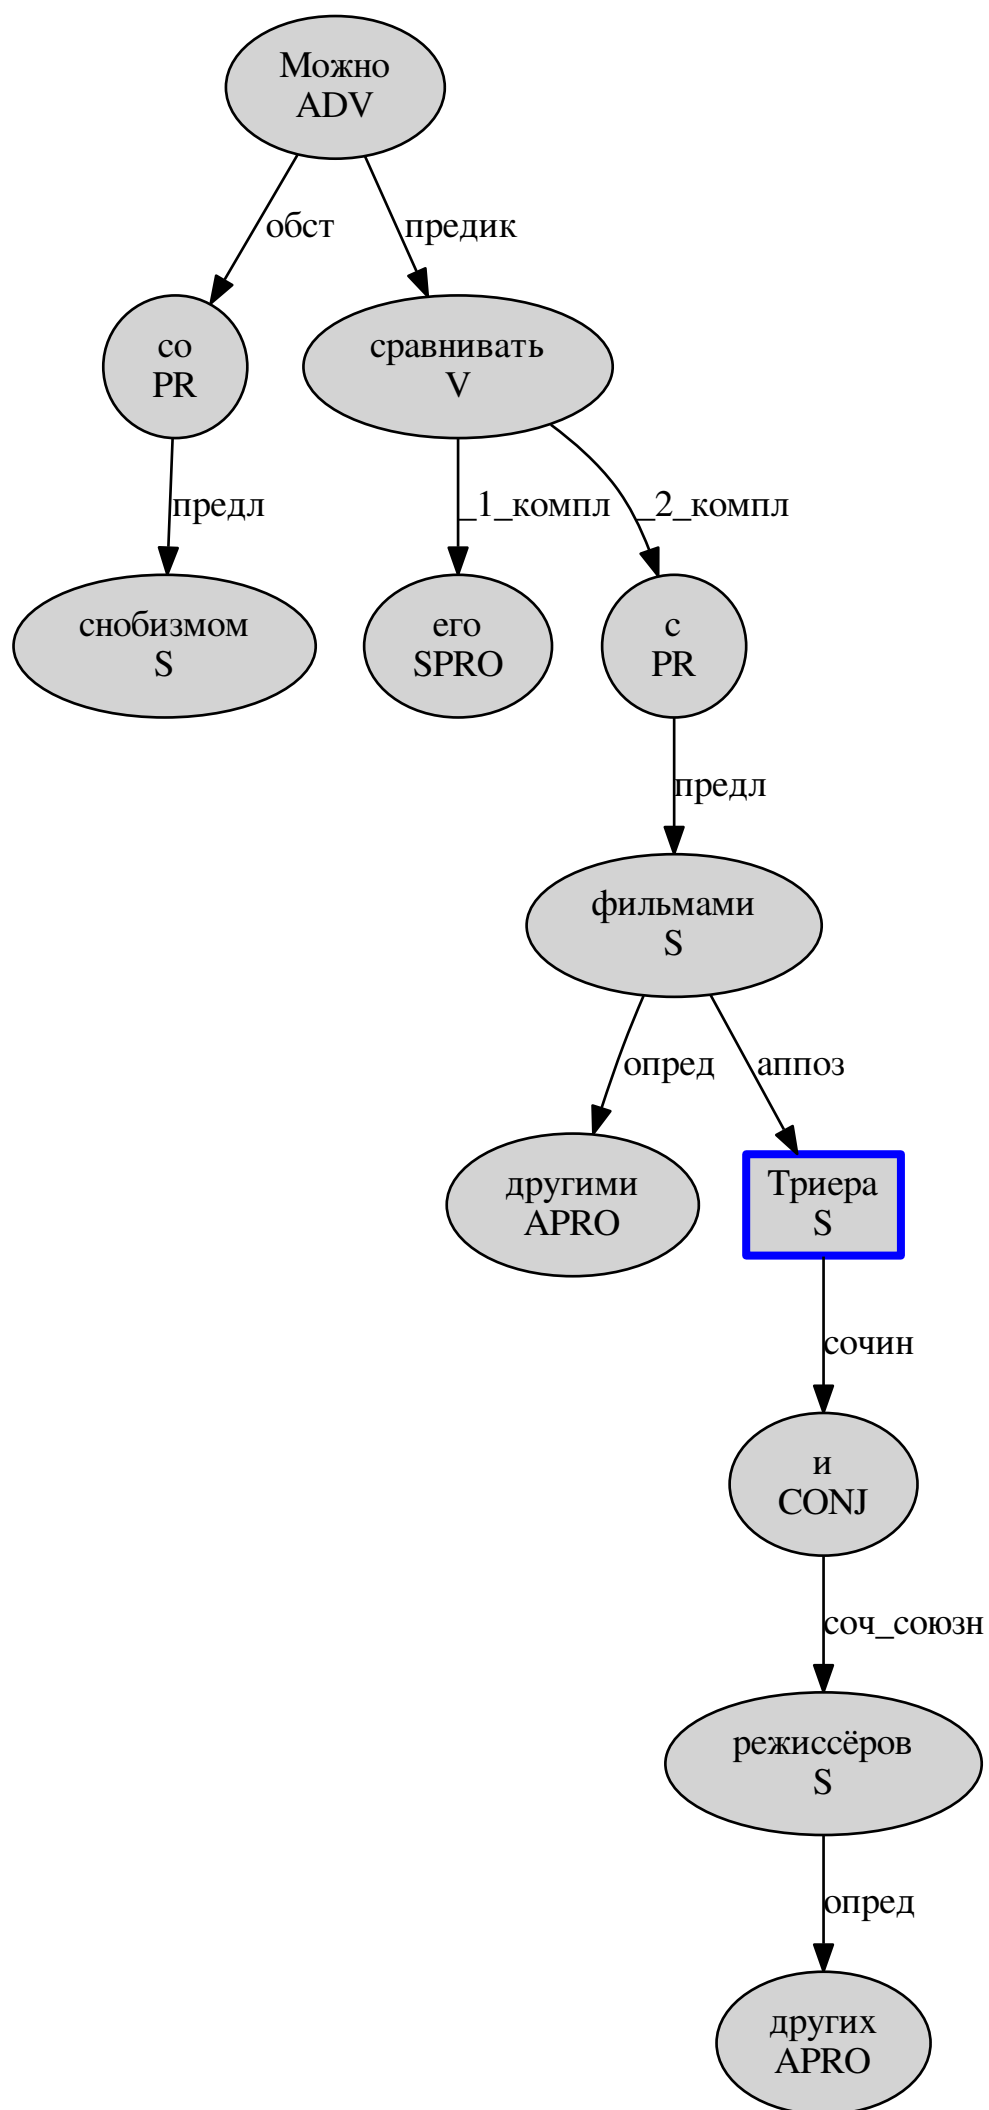 Можно
ADV
обст
предик
со
PR
сравнивать
V
предл
_1_компл
_2_компл
снобизмом
S
его
SPRO
с
PR
предл
фильмами
S
опред
аппоз
другими
APRO
Триера
S
сочин
и
CONJ
соч_союзн
режиссёров
S
опред
других
APRO